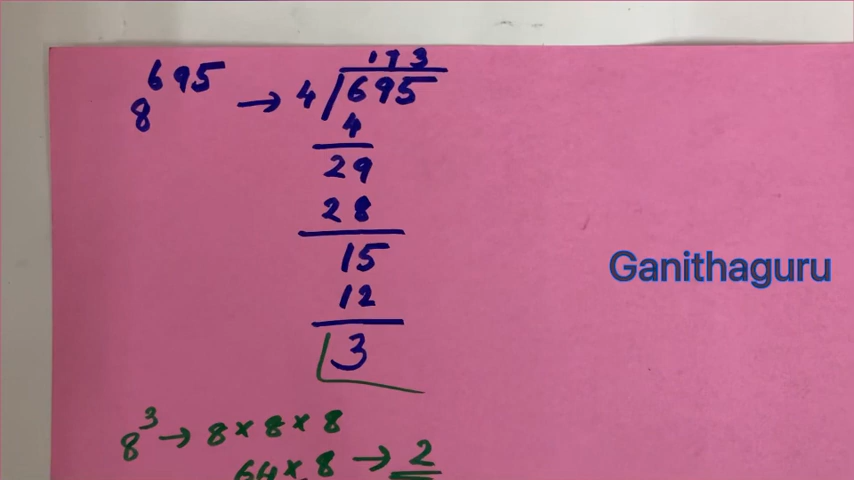 8^695 → 4 / 695
173
4
29
28
15
12
3
Ganithaguru
8^3 → 8 × 8 × 8
64 × 8 → 2